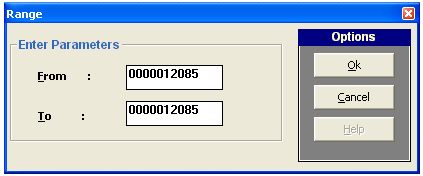 Range
Enter Parameters
From : 0000012085
To : 0000012085
Options
Ok
Cancel
Help